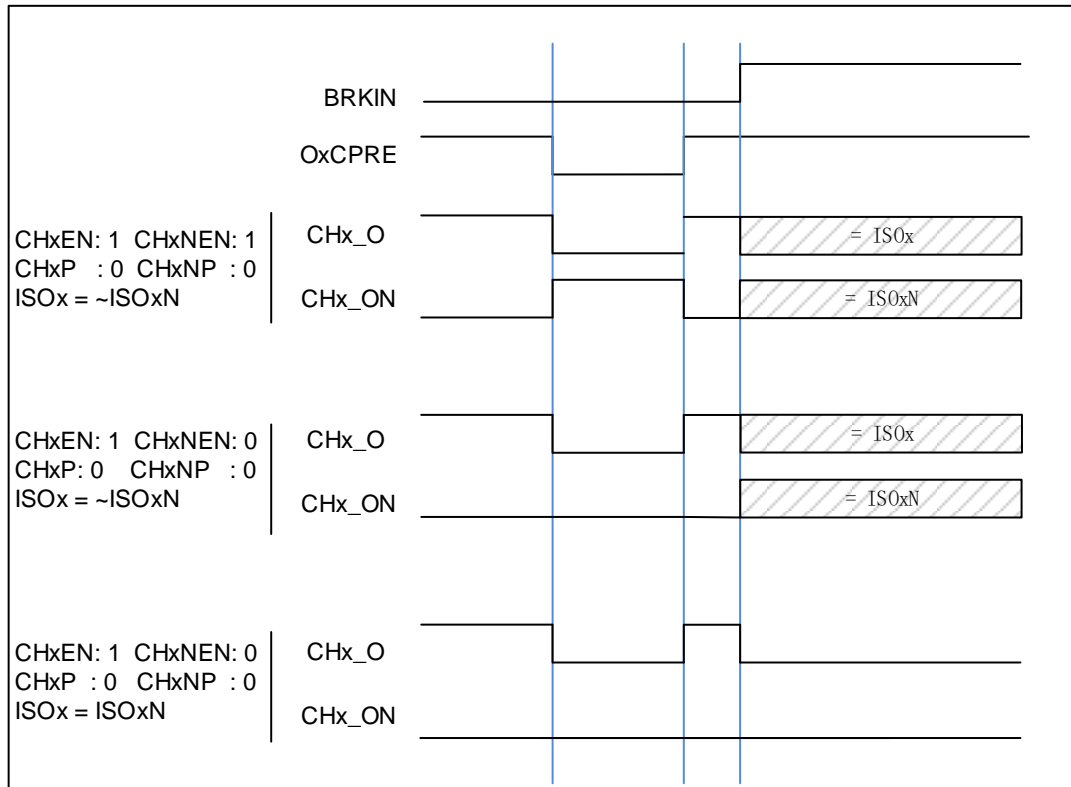 BRKIN
OxCPRE
CHxEN: 1 CHxNEN: 1
CHxP : 0 CHxNP : 0
ISOx = ~ISOxN
CHx_O
= ISOx
CHx_ON
= ISOxN
CHxEN: 1 CHxNEN: 0
CHxP: 0 CHxNP : 0
ISOx = ~ISOxN
CHx_O
= ISOx
CHx_ON
= ISOxN
CHxEN: 1 CHxNEN: 0
CHxP : 0 CHxNP : 0
ISOx = ISOxN
CHx_O
CHx_ON